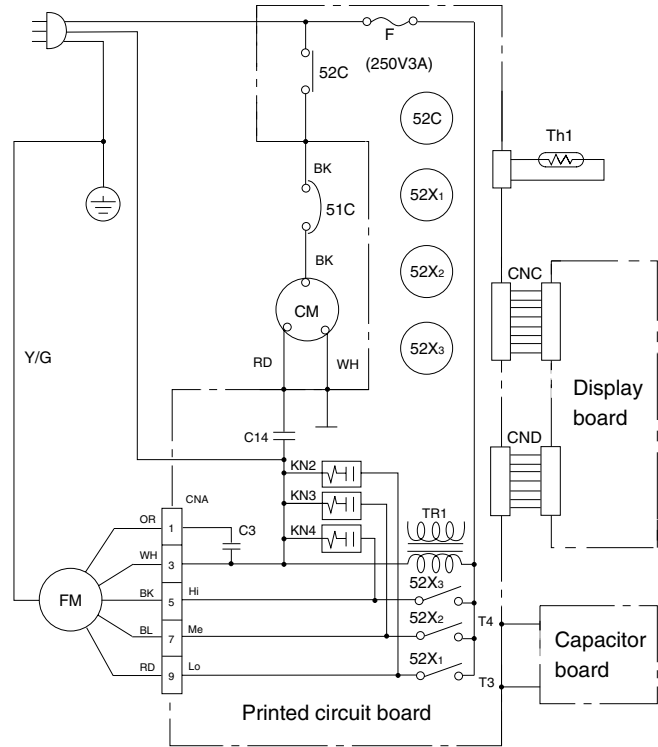 F
(250V3A)
52C
52C
Th1
BK
51C
52X1
BK
52X2
CNC
CM
52X3
Y/G
RD
WH
Display
board
C14
CND
KN2
CNA
KN3
TR1
OR
1
C3
KN4
WH
3
52X3
FM
BK
5
Hi
52X2
T4
BL
7
Me
52X1
Capacitor
board
RD
9
Lo
T3
Printed circuit board